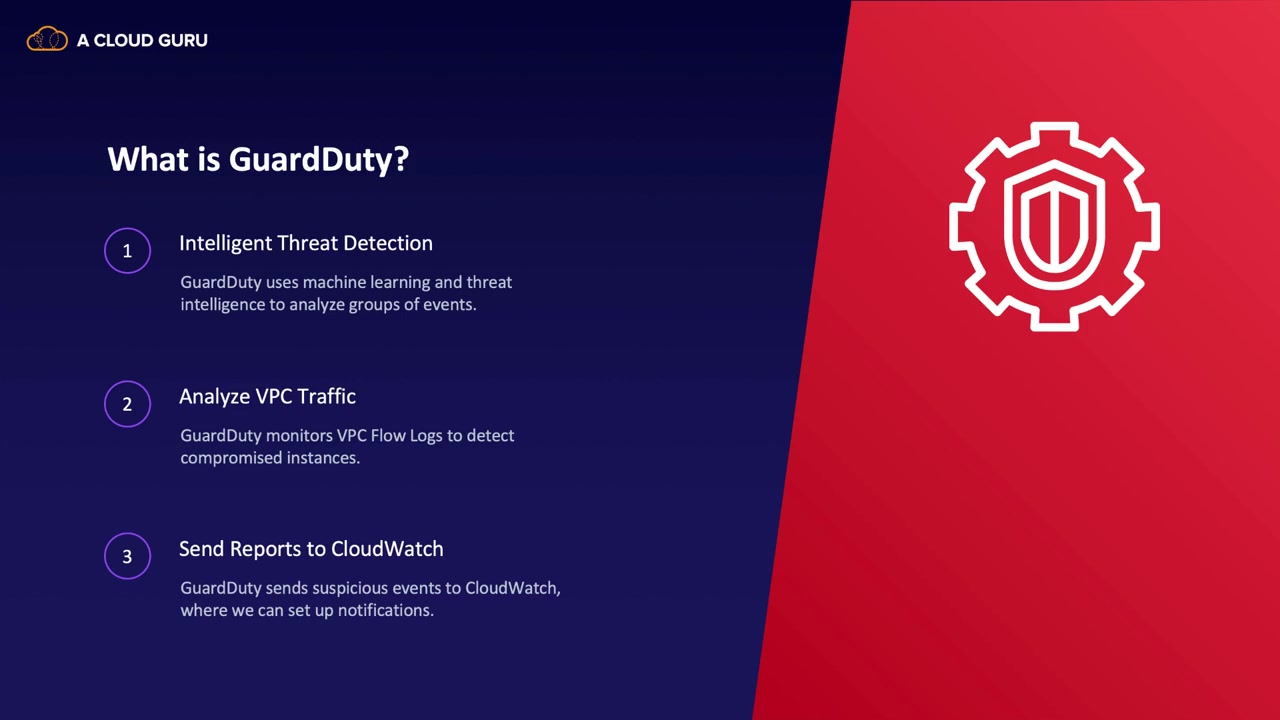 A CLOUD GURU
What is GuardDuty?
1
Intelligent Threat Detection
GuardDuty uses machine learning and threat
intelligence to analyze groups of events.
2
Analyze VPC Traffic
GuardDuty monitors VPC Flow Logs to detect
compromised instances.
3
Send Reports to CloudWatch
GuardDuty sends suspicious events to CloudWatch,
where we can set up notifications.